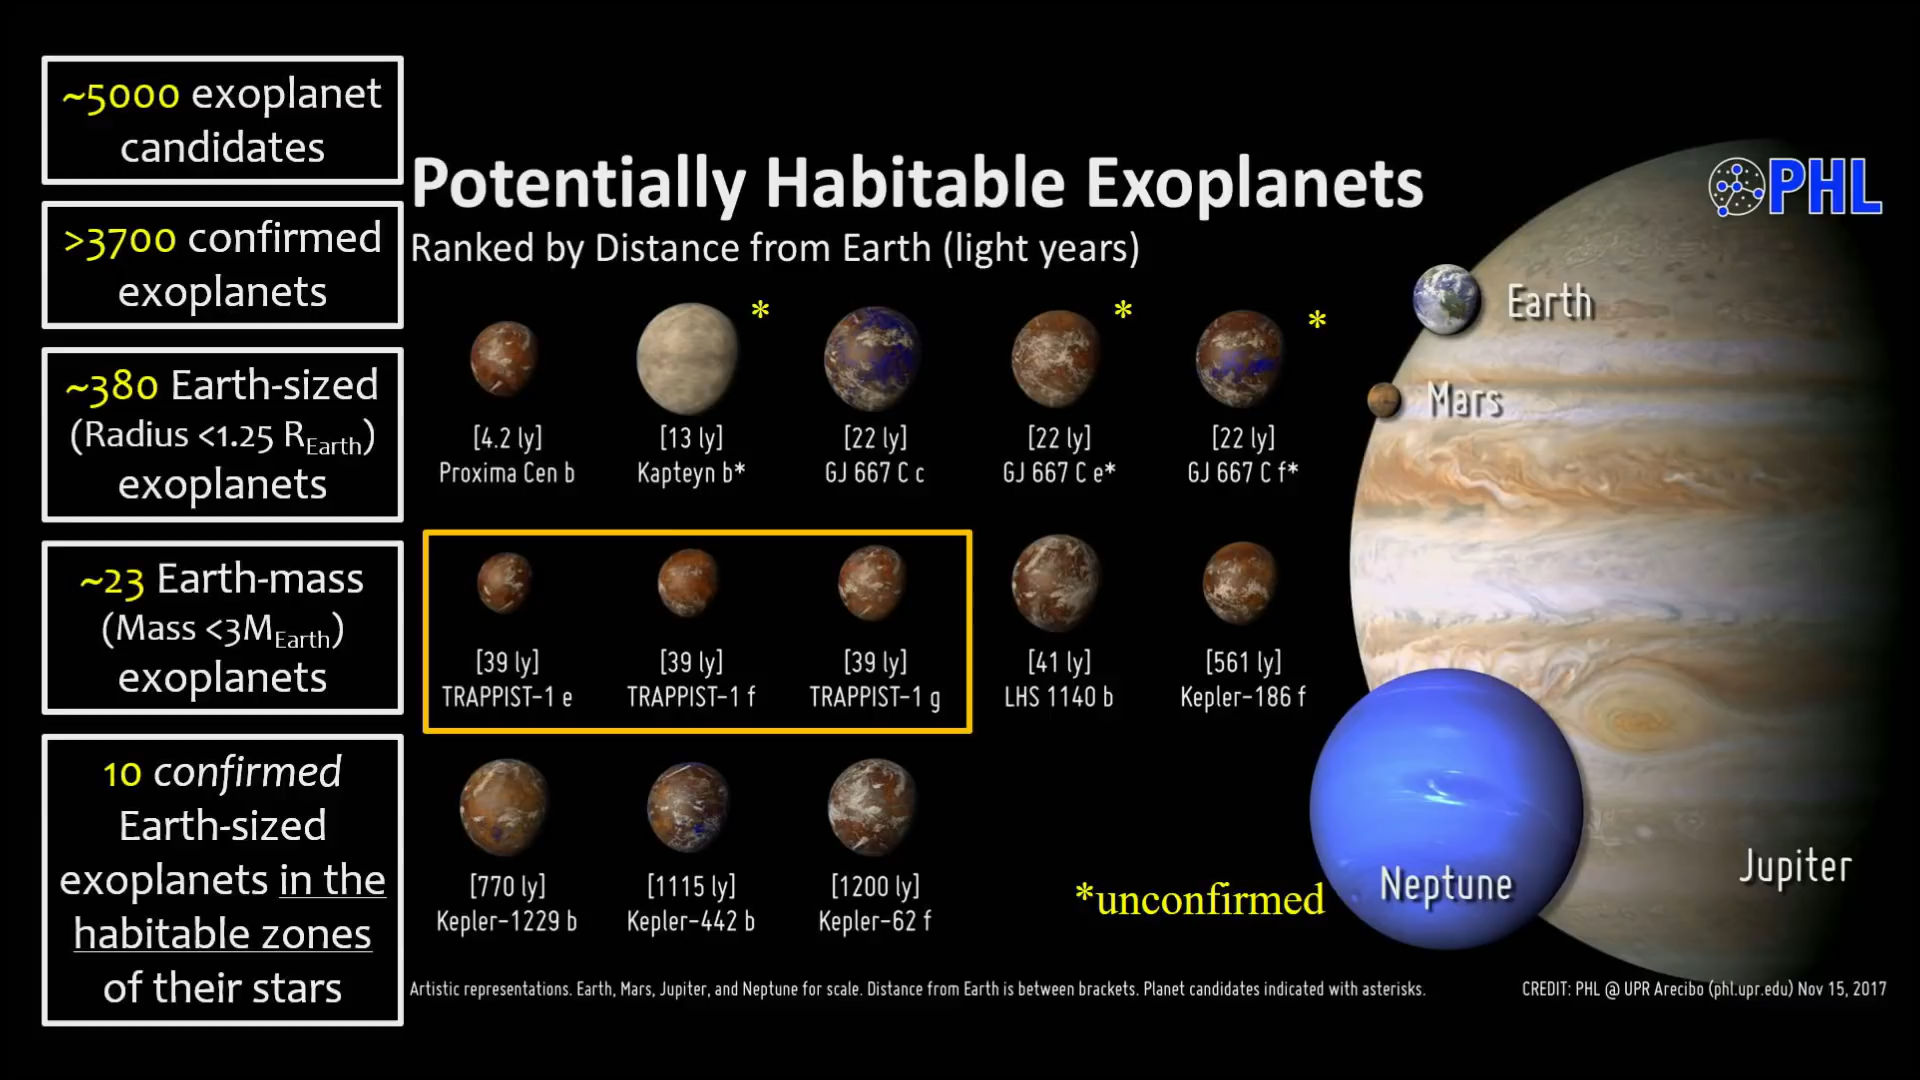 ~5000 exoplanet
candidates
>3700 confirmed
exoplanets
~380 Earth-sized
(Radius <1.25 REarth)
exoplanets
~23 Earth-mass
(Mass <3MEarth)
exoplanets
10 confirmed
Earth-sized
exoplanets in the
habitable zones
of their stars
Potentially Habitable Exoplanets
Ranked by Distance from Earth (light years)
PHL
* * *
[4.2 ly] [13 ly] [22 ly] [22 ly] [22 ly]
Proxima Cen b Kapteyn b* GJ 667 C c GJ 667 C e* GJ 667 C f*
[39 ly] [39 ly] [39 ly] [41 ly] [561 ly]
TRAPPIST-1 e TRAPPIST-1 f TRAPPIST-1 g LHS 1140 b Kepler-186 f
[770 ly] [1115 ly] [1200 ly]
Kepler-1229 b Kepler-442 b Kepler-62 f
*unconfirmed
Earth
Mars
Neptune
Jupiter
Artistic representations. Earth, Mars, Jupiter, and Neptune for scale. Distance from Earth is between brackets. Planet candidates indicated with asterisks.
CREDIT: PHL @ UPR Arecibo (phl.upr.edu) Nov 15, 2017